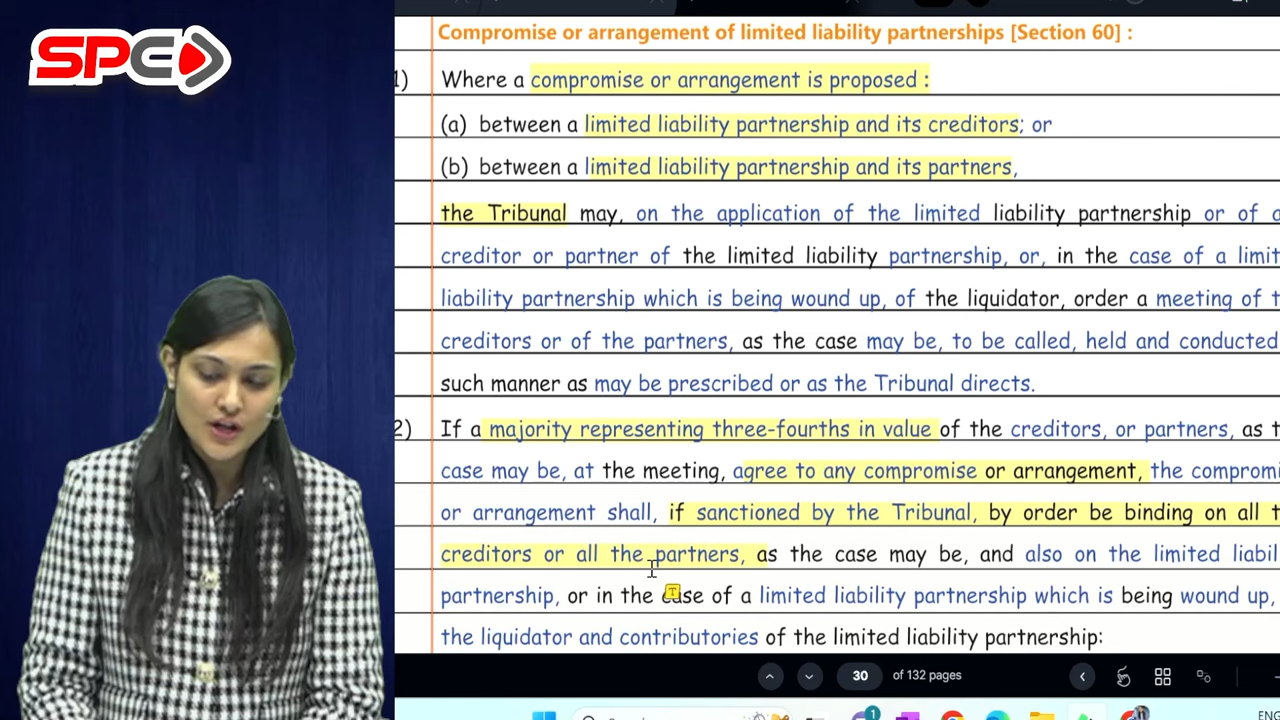 SPC
Compromise or arrangement of limited liability partnerships [Section 60] :
1) Where a compromise or arrangement is proposed :
(a) between a limited liability partnership and its creditors; or
(b) between a limited liability partnership and its partners,
the Tribunal may, on the application of the limited liability partnership or of a
creditor or partner of the limited liability partnership, or, in the case of a limit
liability partnership which is being wound up, of the liquidator, order a meeting of t
creditors or of the partners, as the case may be, to be called, held and conducted
such manner as may be prescribed or as the Tribunal directs.
2) If a majority representing three-fourths in value of the creditors, or partners, as t
case may be, at the meeting, agree to any compromise or arrangement, the compromi
or arrangement shall, if sanctioned by the Tribunal, by order be binding on all t
creditors or all the partners, as the case may be, and also on the limited liabil
partnership, or in the case of a limited liability partnership which is being wound up,
the liquidator and contributories of the limited liability partnership:
30 of 132 pages
1
ENG